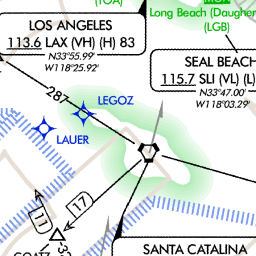 (TOA)
Long Beach (Daugher
(LGB)
LOS ANGELES
113.6 LAX (VH) (H) 83
N33°55.99'
W118°25.92'
SEAL BEACH
115.7 SLI (VL) (L)
N33°47.00'
W118°03.29'
287
LEGOZ
LAUER
17
11
SANTA CATALINA